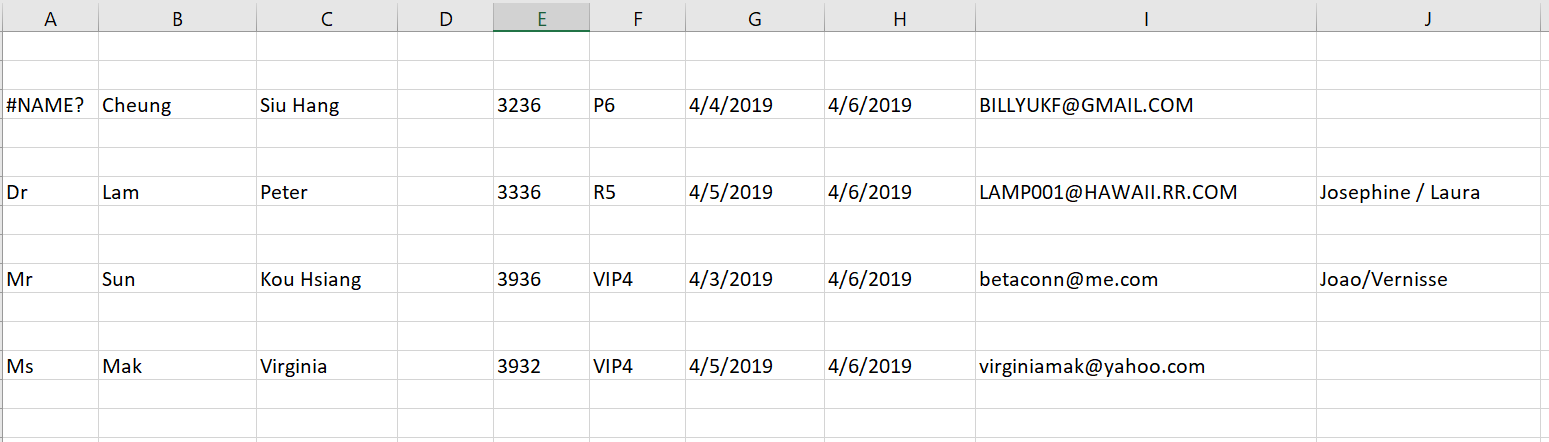 A B C D E F G H I J
#NAME? Cheung Siu Hang 3236 P6 4/4/2019 4/6/2019 BILLYUKF@GMAIL.COM
Dr Lam Peter 3336 R5 4/5/2019 4/6/2019 LAMP001@HAWAII.RR.COM Josephine / Laura
Mr Sun Kou Hsiang 3936 VIP4 4/3/2019 4/6/2019 betaconn@me.com Joao/Vernisse
Ms Mak Virginia 3932 VIP4 4/5/2019 4/6/2019 virginiamak@yahoo.com